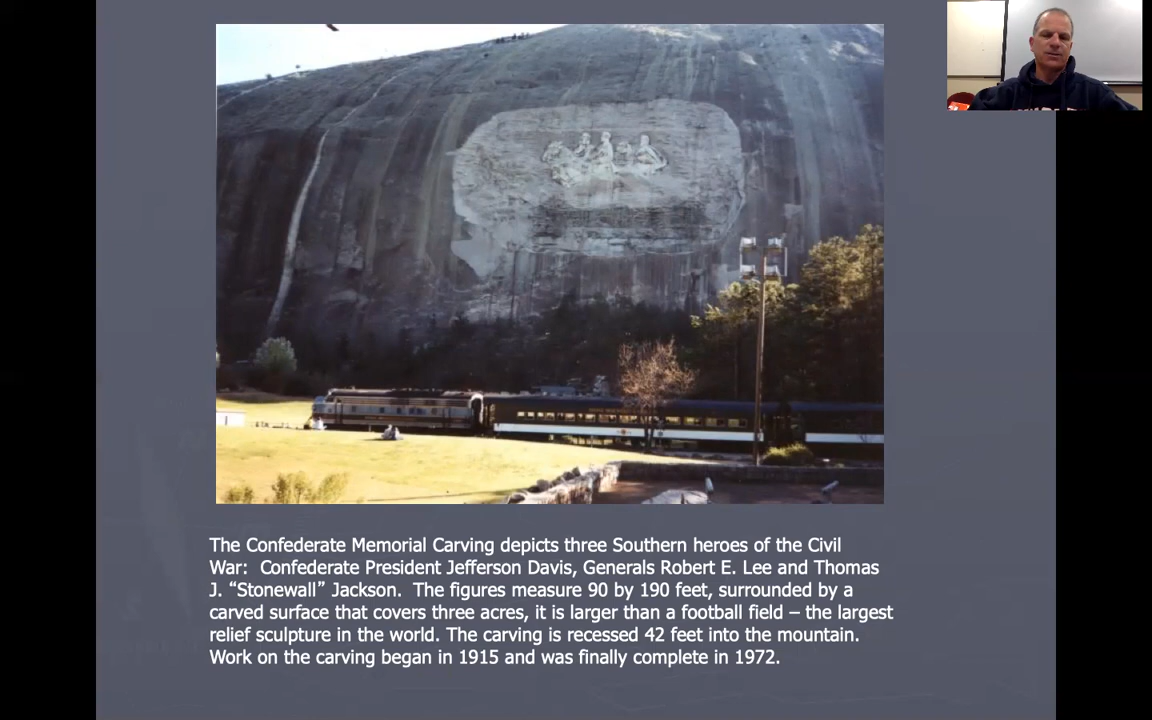 The Confederate Memorial Carving depicts three Southern heroes of the Civil
War:  Confederate President Jefferson Davis, Generals Robert E. Lee and Thomas
J. “Stonewall” Jackson.  The figures measure 90 by 190 feet, surrounded by a
carved surface that covers three acres, it is larger than a football field – the largest
relief sculpture in the world. The carving is recessed 42 feet into the mountain.
Work on the carving began in 1915 and was finally complete in 1972.